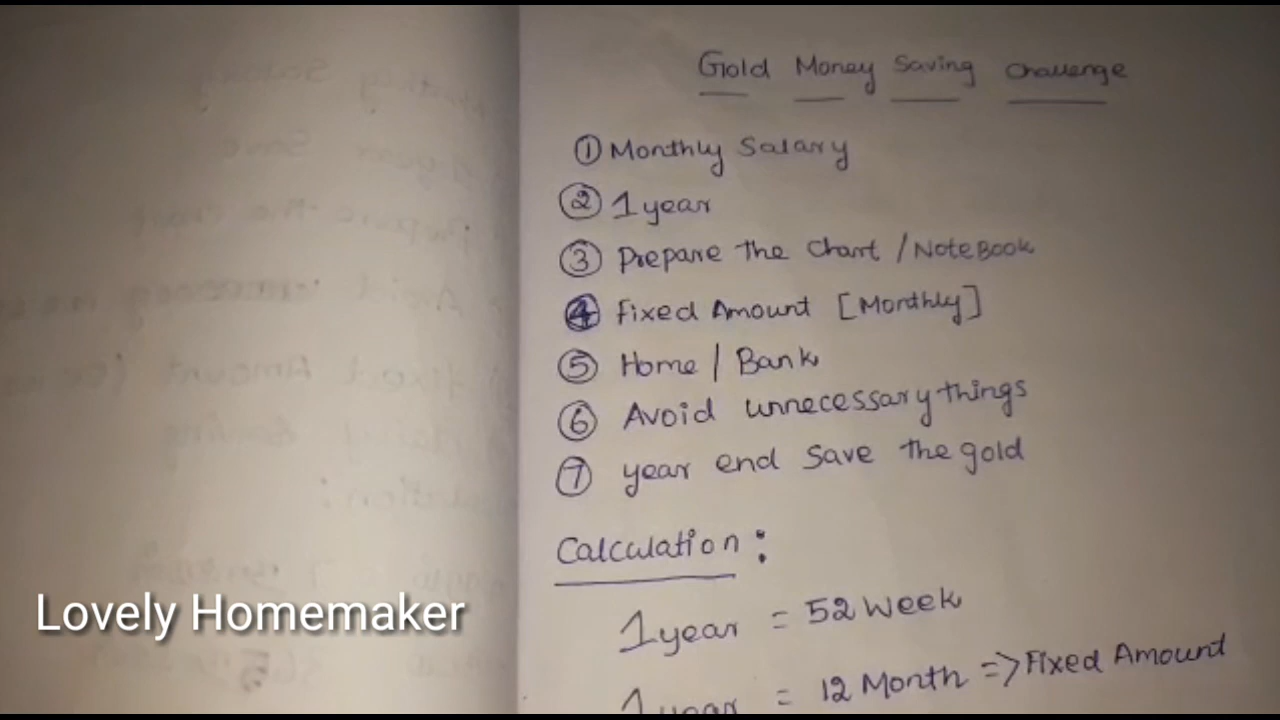 Gold Money Saving Challenge
① Monthly Salary
② 1 year
③ Prepare the Chart / NoteBook
④ Fixed Amount [Monthly]
⑤ Home / Bank
⑥ Avoid unnecessary things
⑦ year end save the gold
Calculation :
1 year = 52 week
1 year = 12 Month => Fixed Amount
Lovely Homemaker